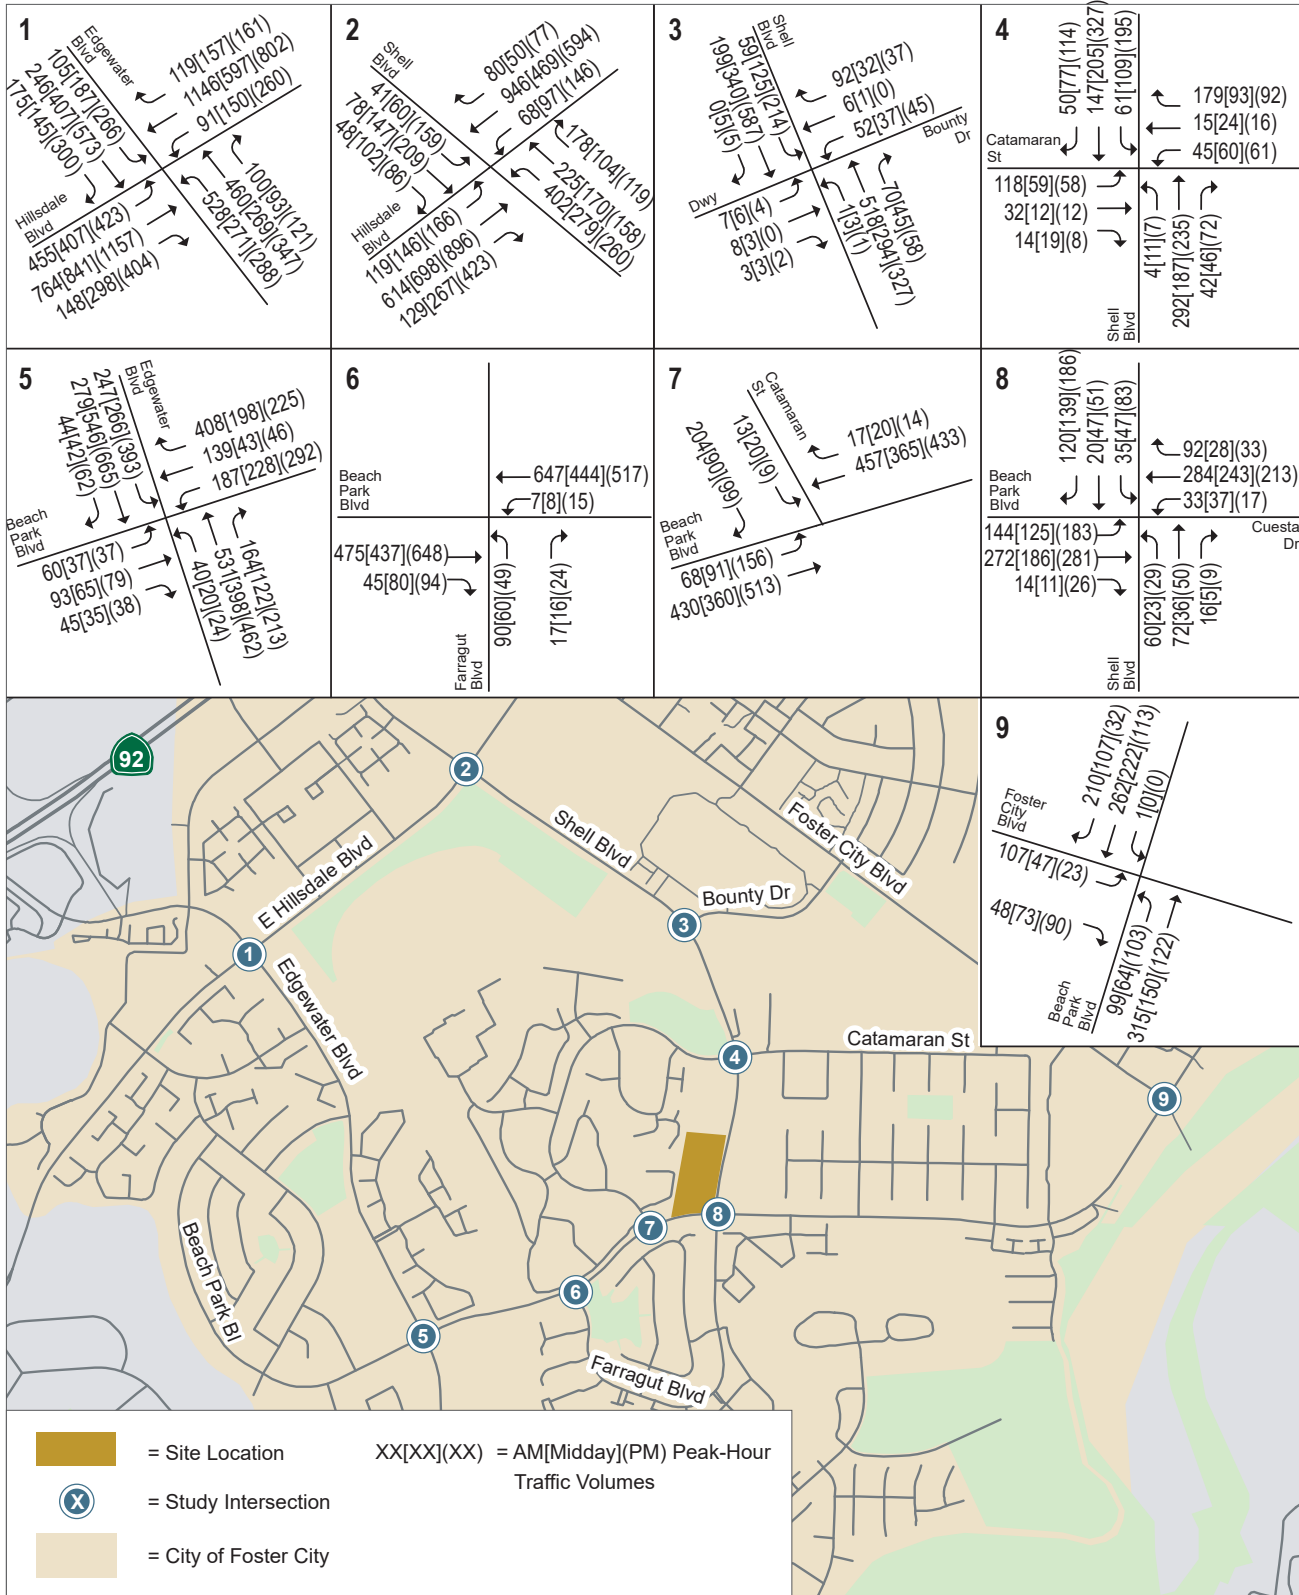 1
Edgewater
Blvd
105(187)(266)
246(407)(573)
175(145)(300)
119[157](161)
1146[597](802)
91[150](260)
Hillsdale
Blvd
455[407](423)
764[841](1157)
148[298](404)
100[93](121)
460[269](347)
528[271](288)
2
Shell
Blvd
41[60](159)
78[147](209)
48[102](86)
80[50](77)
946[469](594)
68[97](146)
Hillsdale
Blvd
119[146](166)
614[698](896)
129[267](423)
178[104](119)
225[170](158)
402[279](260)
3
Shell
Blvd
59[125](214)
199[340](587)
0[5](5)
92[32](37)
6[1](0)
52[37](45)
Bounty
Dr
Dwy
7[6](4)
8[3](0)
3[3](2)
70[45](58)
518[294](327)
1[3](1)
4
50[77](114)
147[205](327)
61[109](195)
179[93](92)
15[24](16)
45[60](61)
Catamaran
St
118[59](58)
32[12](12)
14[19](8)
4[11](7)
292[187](235)
42[46](72)
Shell
Blvd
5
Edgewater
Blvd
247[266](393)
279[546](665)
44[42](62)
408[198](225)
139[43](46)
187[228](292)
Beach
Park
Blvd
60[37](37)
93[65](79)
45[35](38)
164[122](213)
531[398](462)
40[20](24)
6
Beach
Park
Blvd
647[444](517)
7[8](15)
475[437](648)
45[80](94)
90[60](49)
17[16](24)
Farragut
Blvd
7
Catamaran
St
13[20](9)
204[90](99)
17[20](14)
457[365](433)
Beach
Park
Blvd
68[91](156)
430[360](513)
8
120[139](186)
20[47](51)
35[47](83)
92[28](33)
284[243](213)
33[37](17)
Beach
Park
Blvd
Cuesta
Dr
144[125](183)
272[186](281)
14[11](26)
60[23](29)
72[36](50)
16[5](9)
Shell
Blvd
9
210[107](32)
262[222](113)
1[0](0)
Foster
City
Blvd
107[47](23)
48[73](90)
99[64](103)
315[150](122)
Beach
Park
Blvd
92
2
E Hillsdale Blvd
Shell Blvd
Foster City Blvd
Bounty Dr
3
1
Edgewater Blvd
4
Catamaran St
9
8
7
6
5
Beach Park Bl
Farragut Blvd
= Site Location
XX[XX](XX) = AM[Midday](PM) Peak-Hour
Traffic Volumes
X = Study Intersection
= City of Foster City